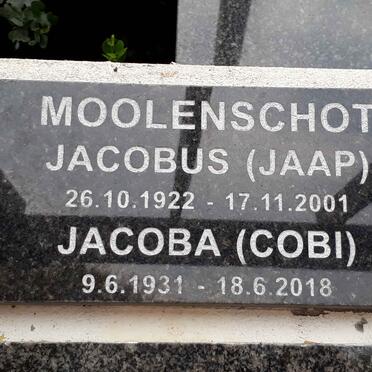 MOOLENSCHOT
JACOBUS (JAAP)
26.10.1922 - 17.11.2001
JACOBA (COBI)
9.6.1931 - 18.6.2018